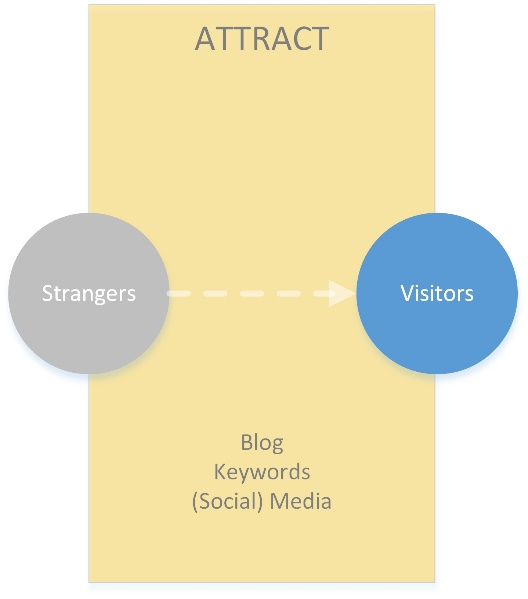 ATTRACT
Strangers
Visitors
Blog
Keywords
(Social) Media